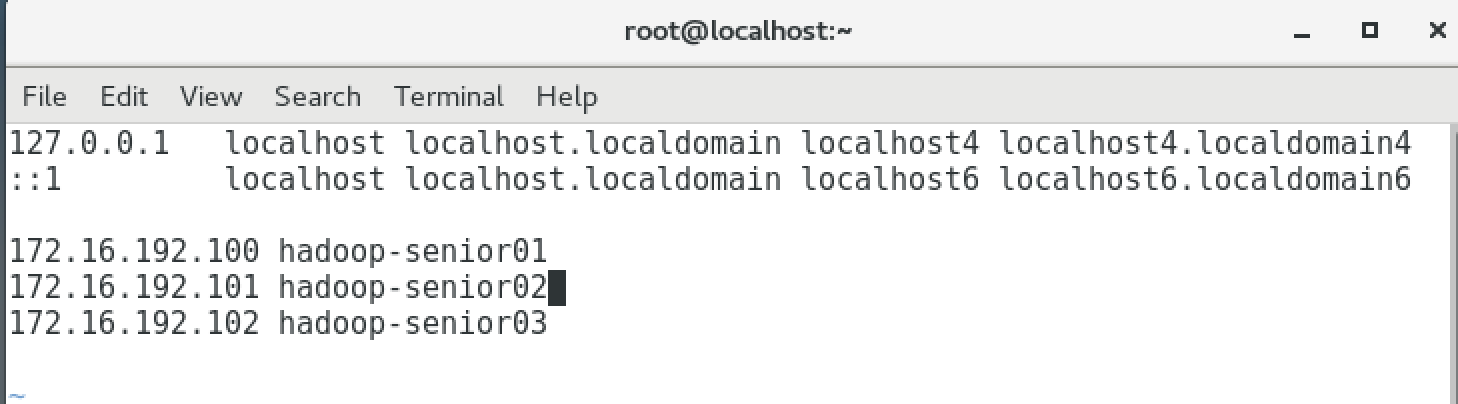 root@localhost:~
File Edit View Search Terminal Help
127.0.0.1   localhost localhost.localdomain localhost4 localhost4.localdomain4
::1         localhost localhost.localdomain localhost6 localhost6.localdomain6
172.16.192.100 hadoop-senior01
172.16.192.101 hadoop-senior02
172.16.192.102 hadoop-senior03
~